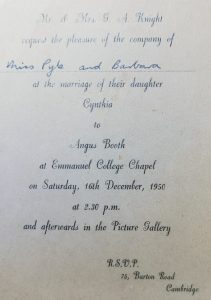 Mr. & Mrs. G. A. Knight
request the pleasure of the company of
Miss Pyke and Barbara
at the marriage of their daughter
Cynthia
to
Angus Booth
at Emmanuel College Chapel
on Saturday, 16th December, 1950
at 2.30 p.m.
and afterwards in the Picture Gallery
R.S.V.P.
75, Barton Road
Cambridge